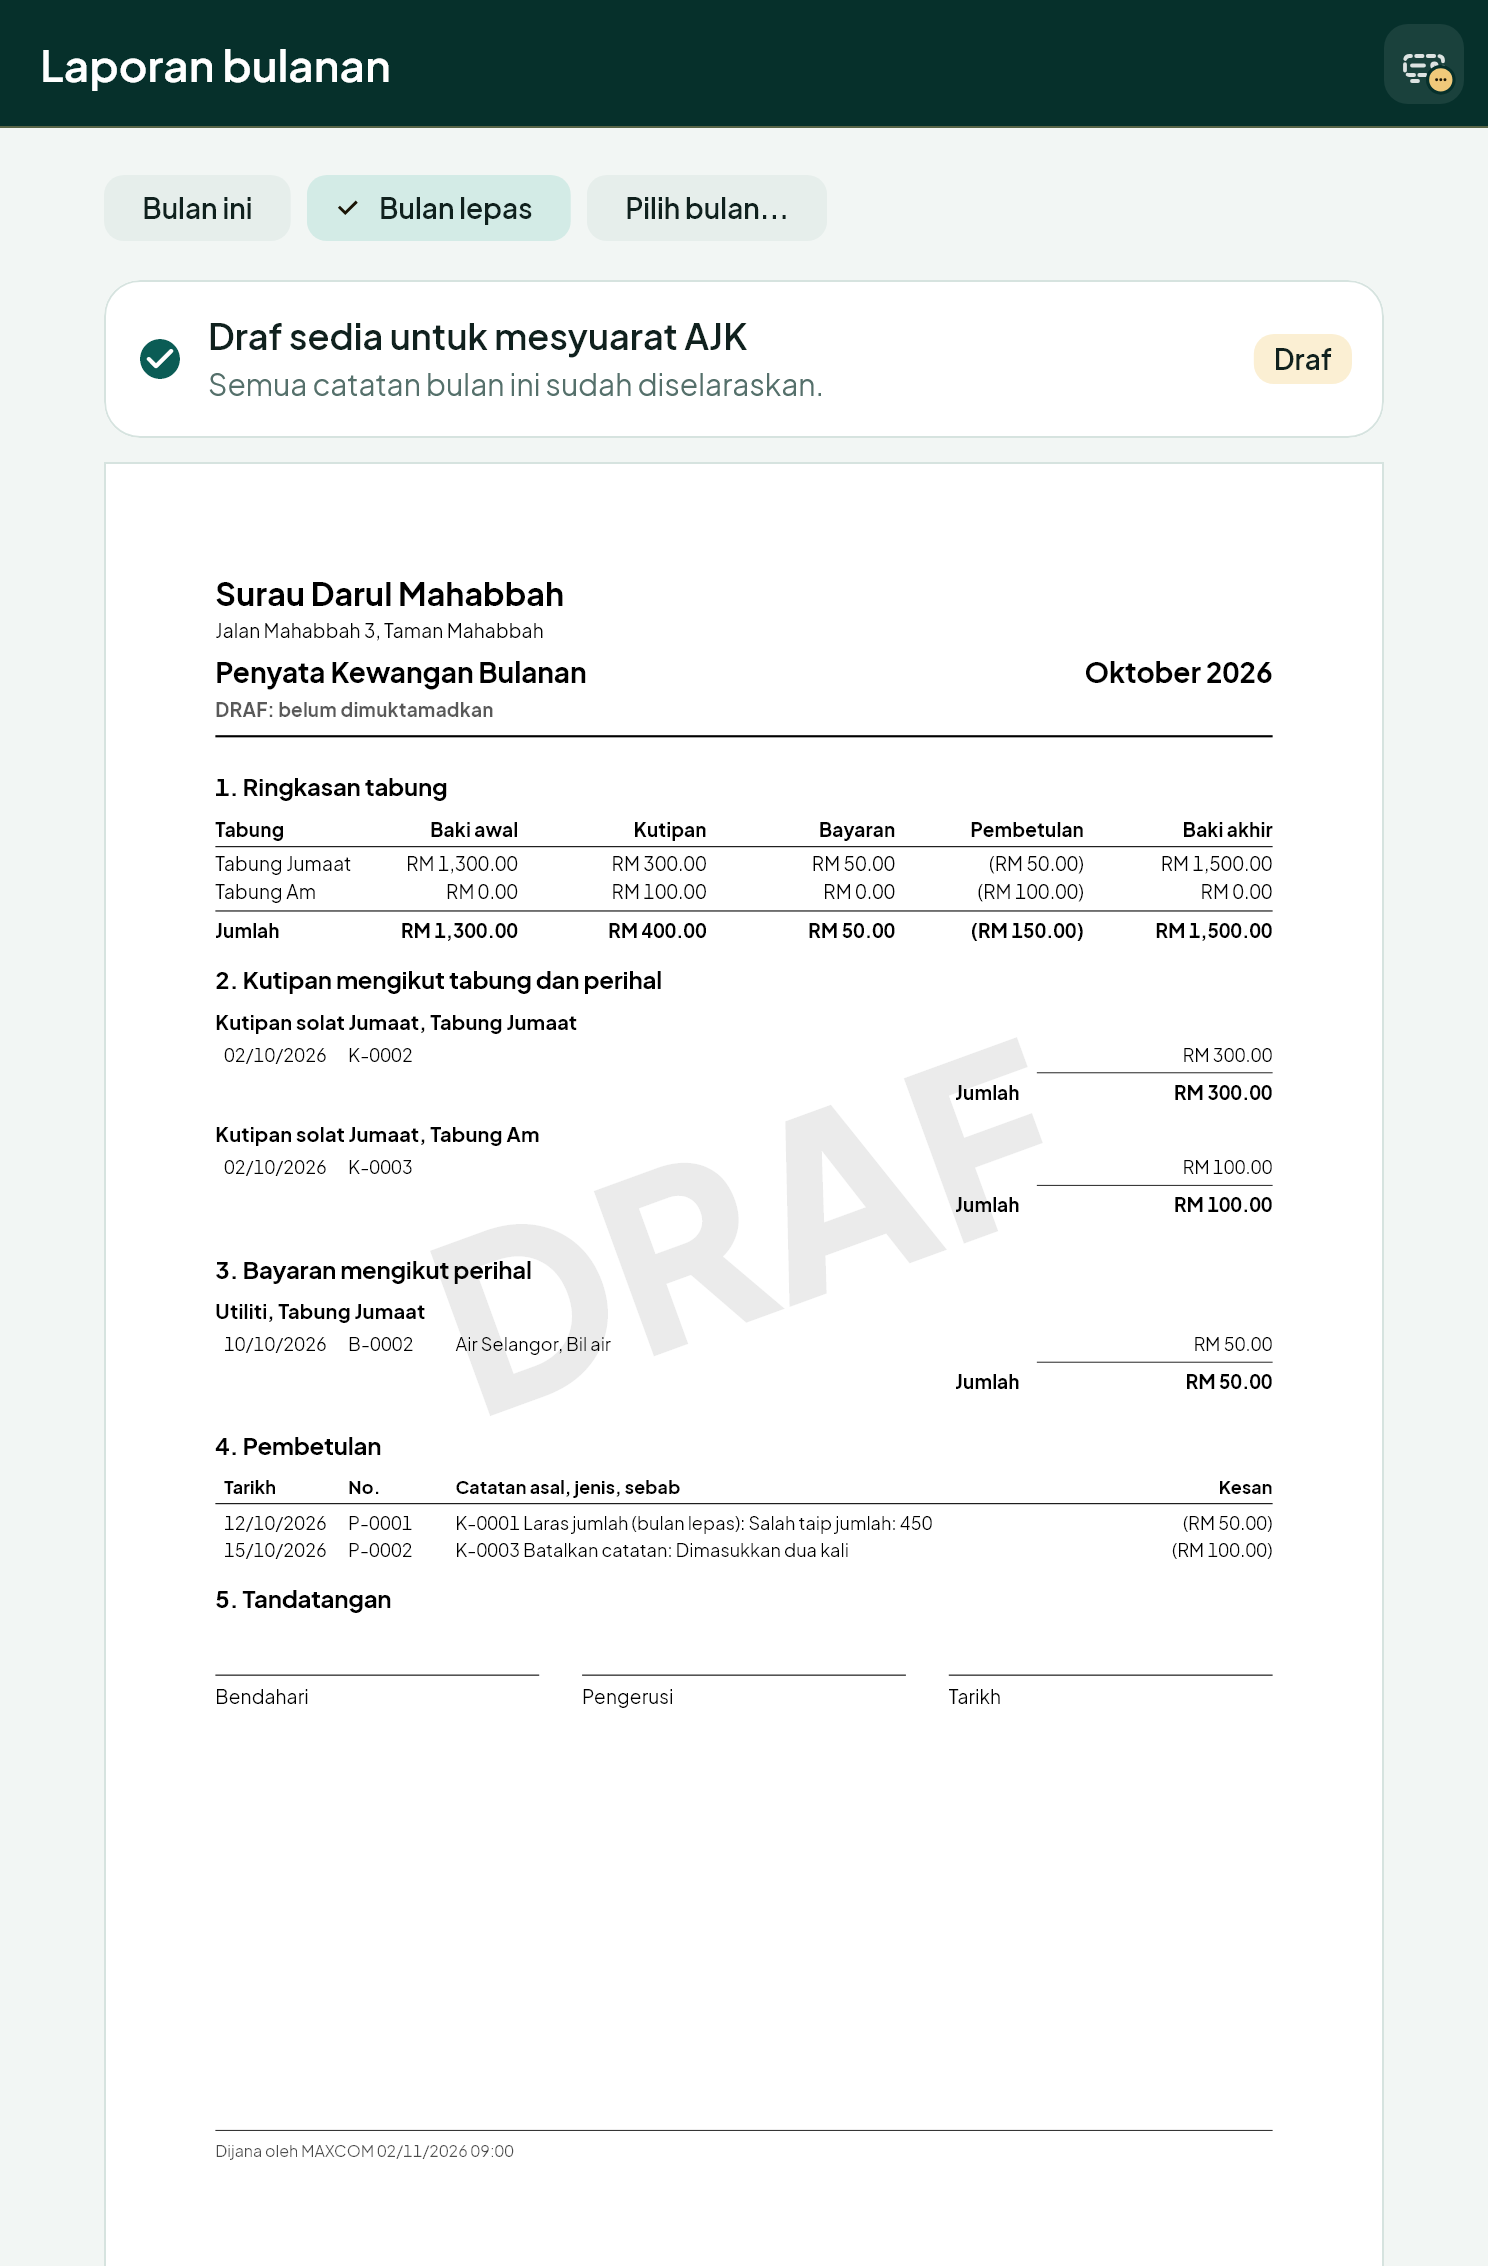 Laporan bulanan
Bulan ini
Bulan lepas
Pilih bulan...
Draf sedia untuk mesyuarat AJK
Semua catatan bulan ini sudah diselaraskan.
Draf
Surau Darul Mahabbah
Jalan Mahabbah 3, Taman Mahabbah
Penyata Kewangan Bulanan Oktober 2026
DRAF: belum dimuktamadkan
1. Ringkasan tabung
Tabung Baki awal Kutipan Bayaran Pembetulan Baki akhir
Tabung Jumaat RM 1,300.00 RM 300.00 RM 50.00 (RM 50.00) RM 1,500.00
Tabung Am RM 0.00 RM 100.00 RM 0.00 (RM 100.00) RM 0.00
Jumlah RM 1,300.00 RM 400.00 RM 50.00 (RM 150.00) RM 1,500.00
2. Kutipan mengikut tabung dan perihal
Kutipan solat Jumaat, Tabung Jumaat
02/10/2026 K-0002 RM 300.00
Jumlah RM 300.00
Kutipan solat Jumaat, Tabung Am
02/10/2026 K-0003 RM 100.00
Jumlah RM 100.00
DRAF
3. Bayaran mengikut perihal
Utiliti, Tabung Jumaat
10/10/2026 B-0002 Air Selangor, Bil air RM 50.00
Jumlah RM 50.00
4. Pembetulan
Tarikh No. Catatan asal, jenis, sebab Kesan
12/10/2026 P-0001 K-0001 Laras jumlah (bulan lepas): Salah taip jumlah: 450 (RM 50.00)
15/10/2026 P-0002 K-0003 Batalkan catatan: Dimasukkan dua kali (RM 100.00)
5. Tandatangan
Bendahari Pengerusi Tarikh
Dijana oleh MAXCOM 02/11/2026 09:00